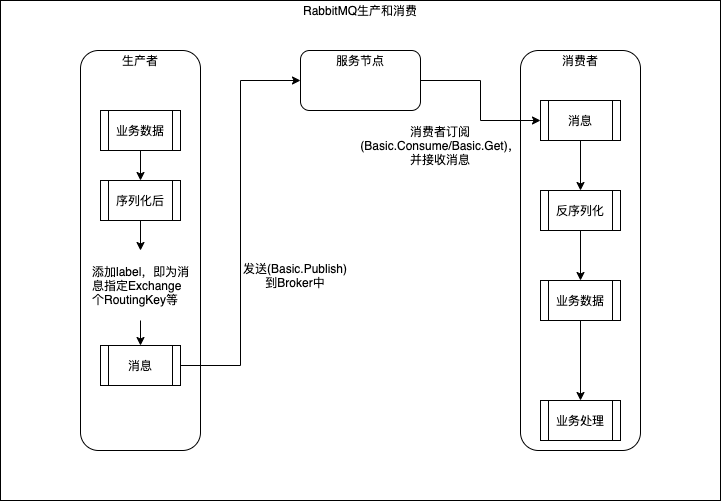 RabbitMQ生产和消费
生产者
业务数据
序列化后
添加label，即为消
息指定Exchange
个RoutingKey等
消息
发送(Basic.Publish)
到Broker中
服务节点
消费者订阅
(Basic.Consume/Basic.Get)，
并接收消息
消费者
消息
反序列化
业务数据
业务处理